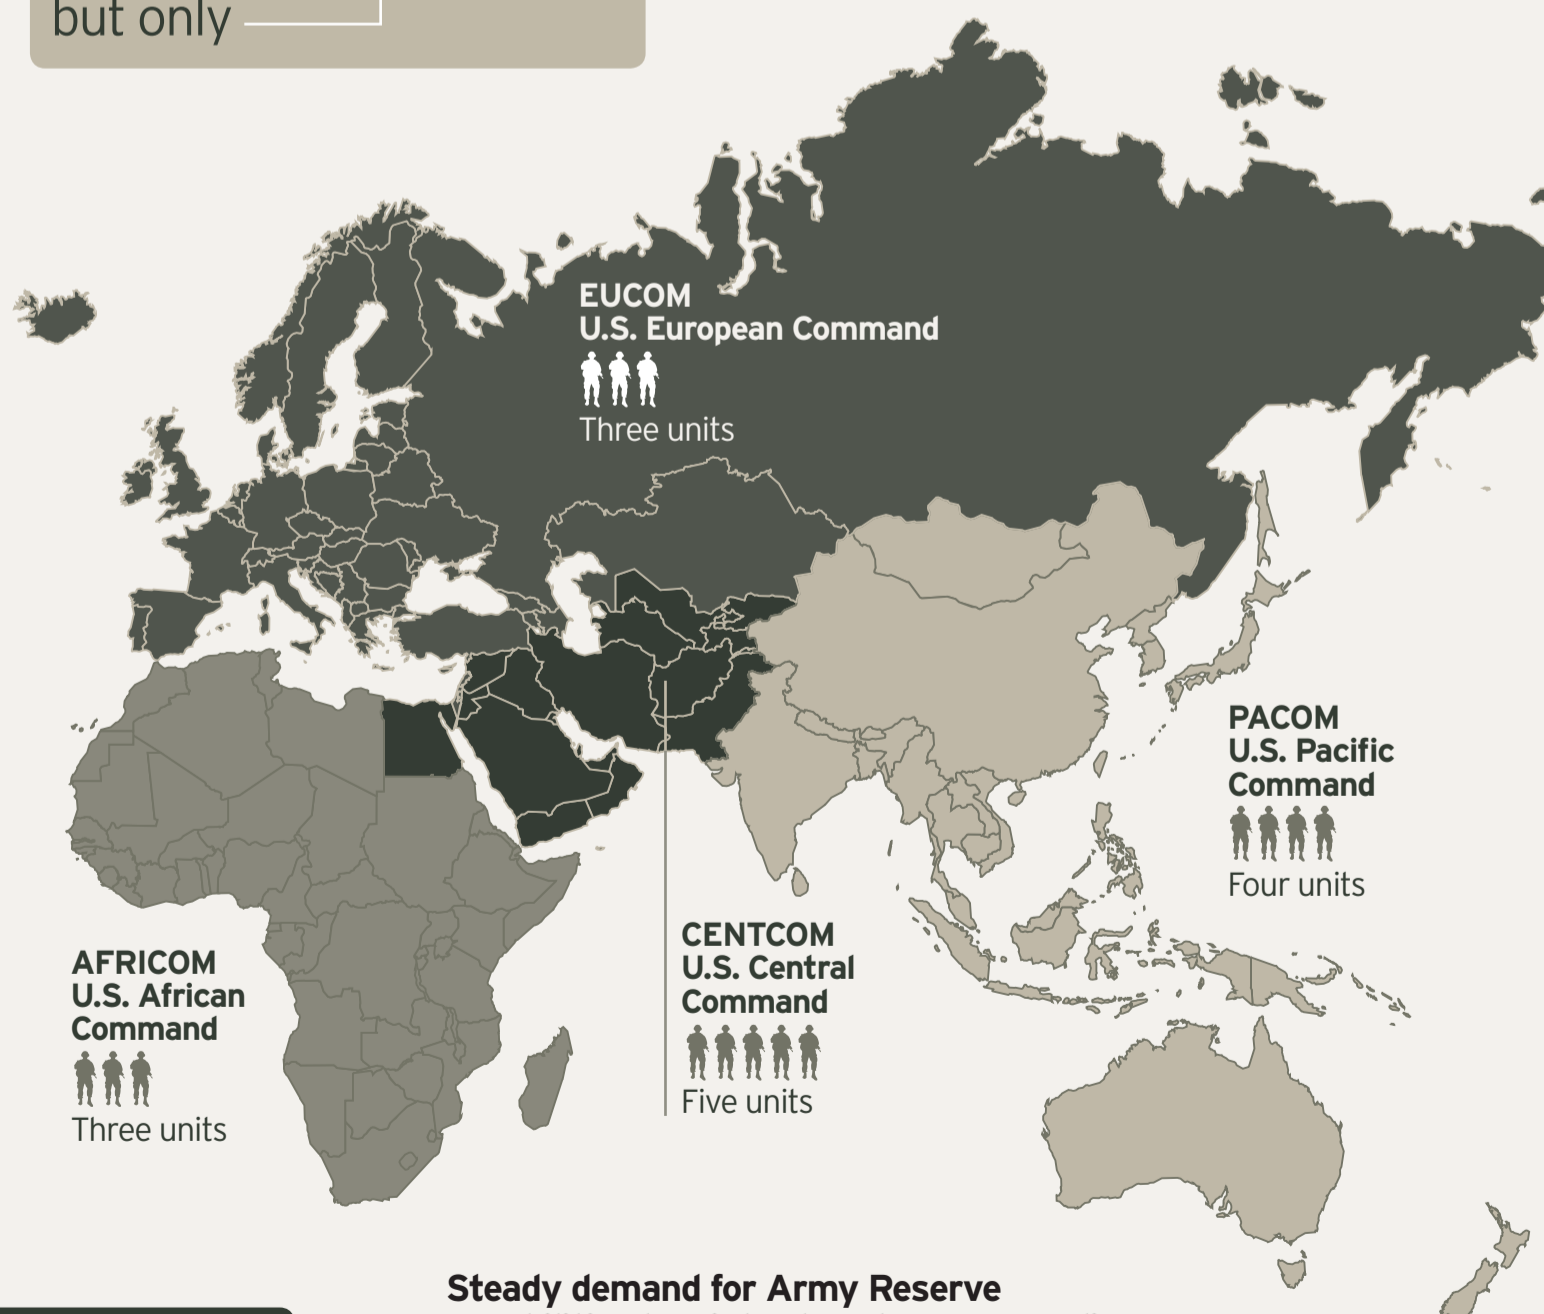 but only
EUCOM
U.S. European Command
Three units
PACOM
U.S. Pacific
Command
Four units
CENTCOM
U.S. Central
Command
Five units
AFRICOM
U.S. African
Command
Three units
Steady demand for Army Reserve